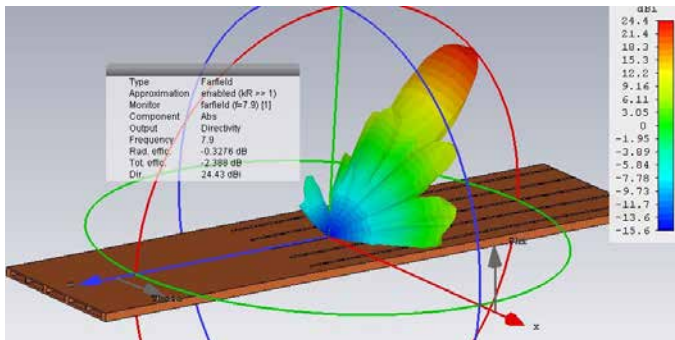 dBi
24.4
21.4
18.3
15.2
12.2
9.16
6.11
3.05
0
-1.95
-3.89
-5.84
-7.78
-9.73
-11.7
-13.6
-15.6
Type Farfield
Approximation enabled (kR >> 1)
Monitor farfield (f=7.9) [1]
Component Abs
Output Directivity
Frequency 7.9
Rad. effic. -0.3276 dB
Tot. effic. -2.388 dB
Dir. 24.43 dBi
Phi
x